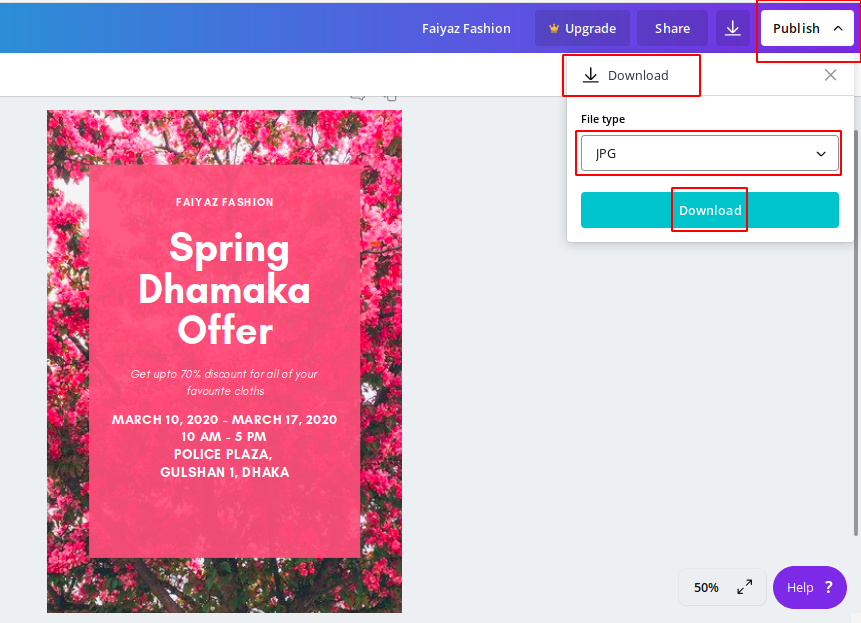 Faiyaz Fashion
Upgrade
Share
Publish
Download
File type
JPG
Download
FAIYAZ FASHION
Spring
Dhamaka
Offer
Get upto 70% discount for all of your
favourite cloths
MARCH 10, 2020 - MARCH 17, 2020
10 AM - 5 PM
POLICE PLAZA,
GULSHAN 1, DHAKA
50%
Help ?